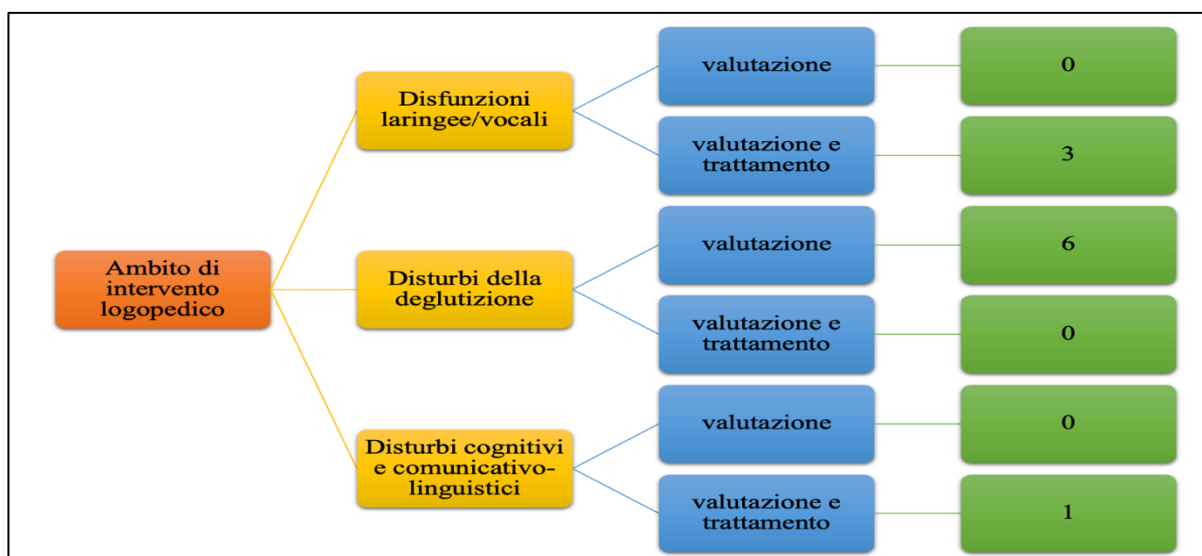 Ambito di
intervento
logopedico
Disfunzioni
laringee/vocali
valutazione
0
valutazione e
trattamento
3
Disturbi della
deglutizione
valutazione
6
valutazione e
trattamento
0
Disturbi cognitivi
e comunicativo-
linguistici
valutazione
0
valutazione e
trattamento
1